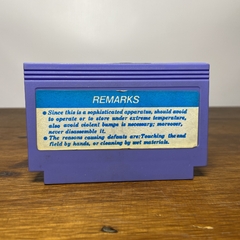 REMARKS
● Since this is a sophisticated apparatus, should avoid
to operate or to store under extreme temperature,
also avoid violent bumps is necessary; moreover,
never disassemble it.
● The reasons causing defeats are: Touching the end
field by hands, or cleaning by wet materials.